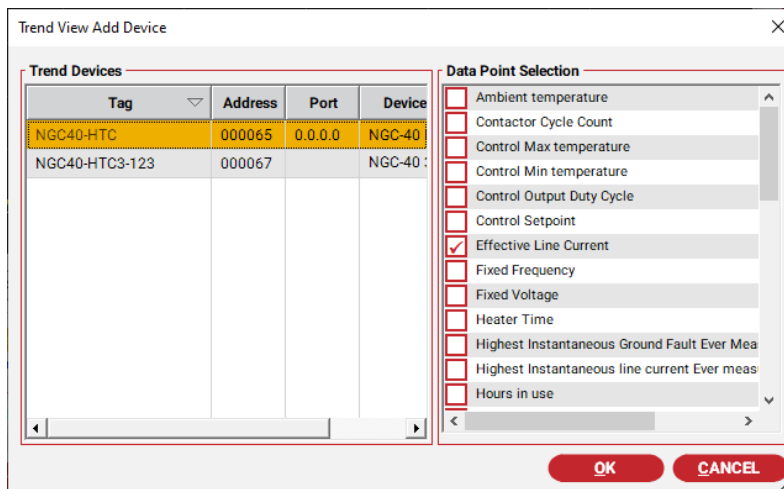 Trend View Add Device
Trend Devices
Tag Address Port Device
NGC40-HTC 000065 0.0.0.0 NGC-40
NGC40-HTC3-123 000067 NGC-40
Data Point Selection
Ambient temperature
Contactor Cycle Count
Control Max temperature
Control Min temperature
Control Output Duty Cycle
Control Setpoint
Effective Line Current
Fixed Frequency
Fixed Voltage
Heater Time
Highest Instantaneous Ground Fault Ever Mea
Highest Instantaneous line current Ever meas
Hours in use
OK CANCEL